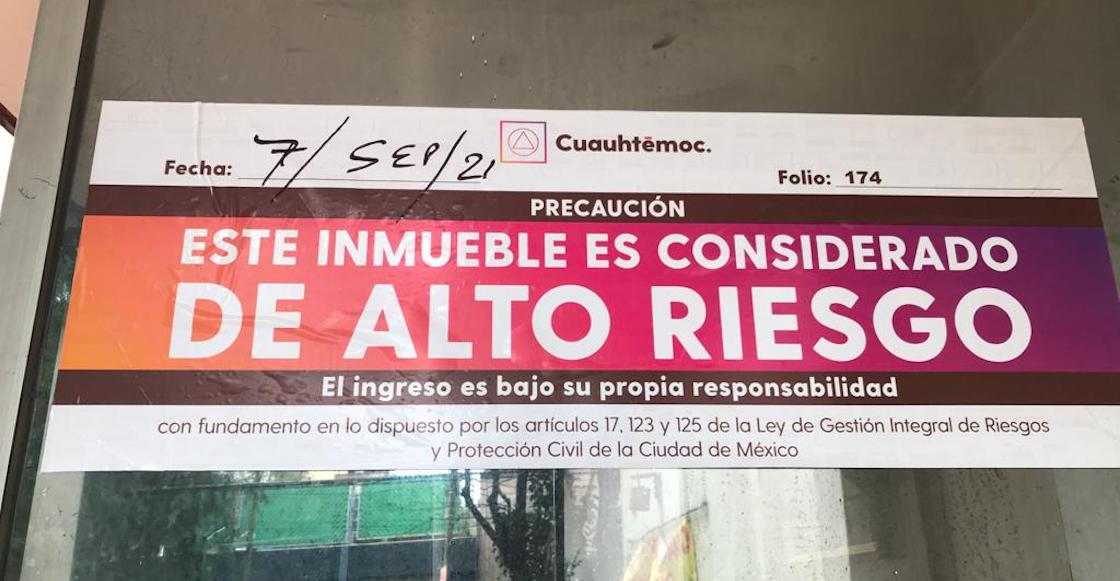 Fecha: 7/SEP/21
Cuauhtēmoc.
Folio: 174
PRECAUCIÓN
ESTE INMUEBLE ES CONSIDERADO
DE ALTO RIESGO
El ingreso es bajo su propia responsabilidad
con fundamento en lo dispuesto por los artículos 17, 123 y 125 de la Ley de Gestión Integral de Riesgos
y Protección Civil de la Ciudad de México